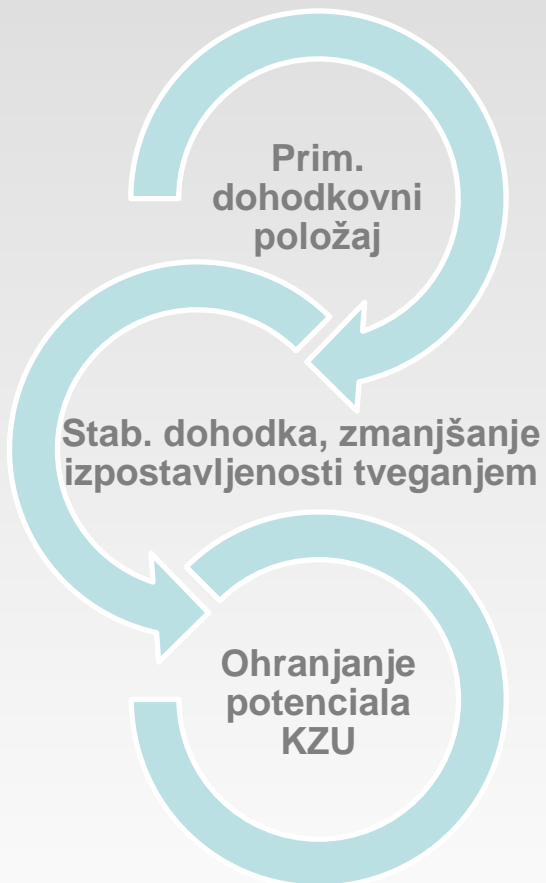 Prim.
dohodkovni
položaj
Stab. dohodka, zmanjšanje
izpostavljenosti tveganjem
Ohranjanje
potenciala
KZU